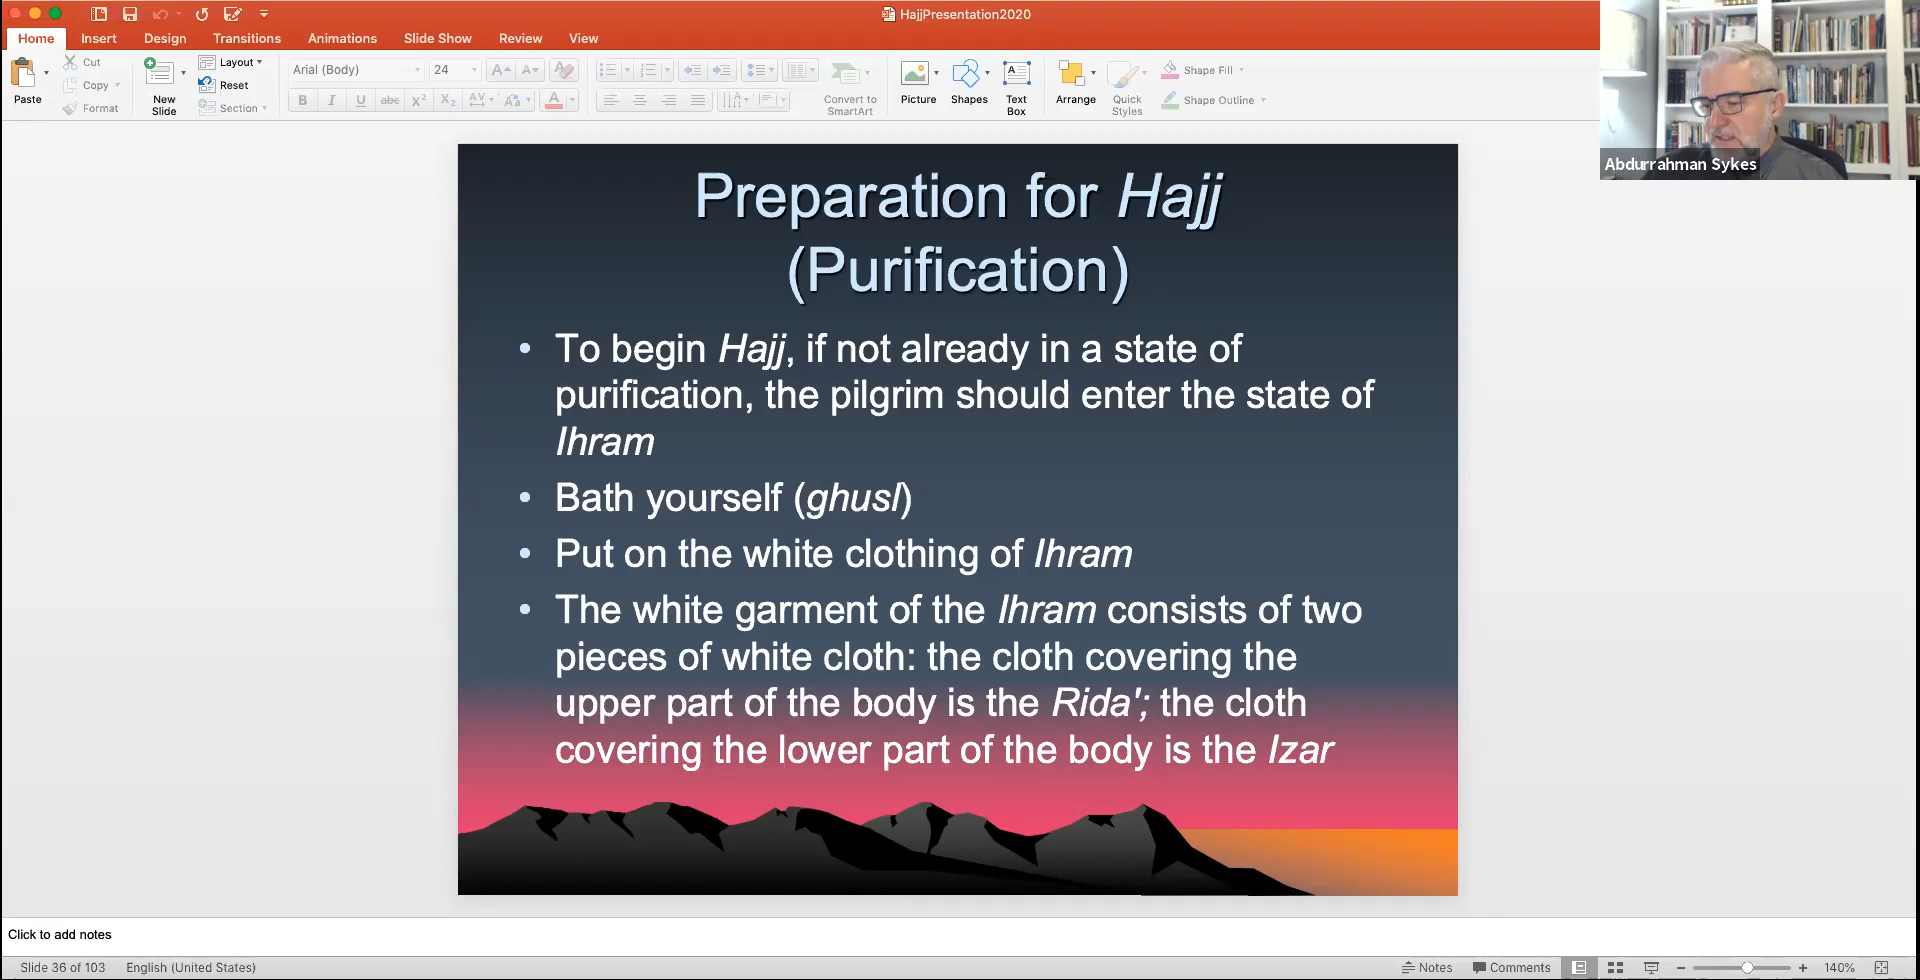 HajjPresentation2020
Home Insert Design Transitions Animations Slide Show Review View
Paste
Cut
Copy
Format
New
Slide
Layout
Reset
Section
Arial (Body) 24
Convert to
SmartArt
Picture
Shapes
Text
Box
Arrange
Quick
Styles
Shape Fill
Shape Outline
Abdurrahman Sykes
Preparation for Hajj
(Purification)
• To begin Hajj, if not already in a state of
purification, the pilgrim should enter the state of
Ihram
• Bath yourself (ghusl)
• Put on the white clothing of Ihram
• The white garment of the Ihram consists of two
pieces of white cloth: the cloth covering the
upper part of the body is the Rida'; the cloth
covering the lower part of the body is the Izar
Click to add notes
Slide 36 of 103 English (United States) Notes Comments 140%